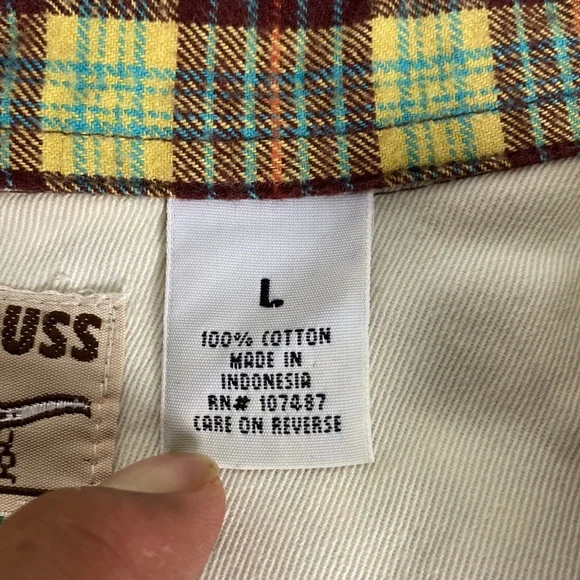 L
100% COTTON
MADE IN
INDONESIA
RN# 107487
CARE ON REVERSE
USS